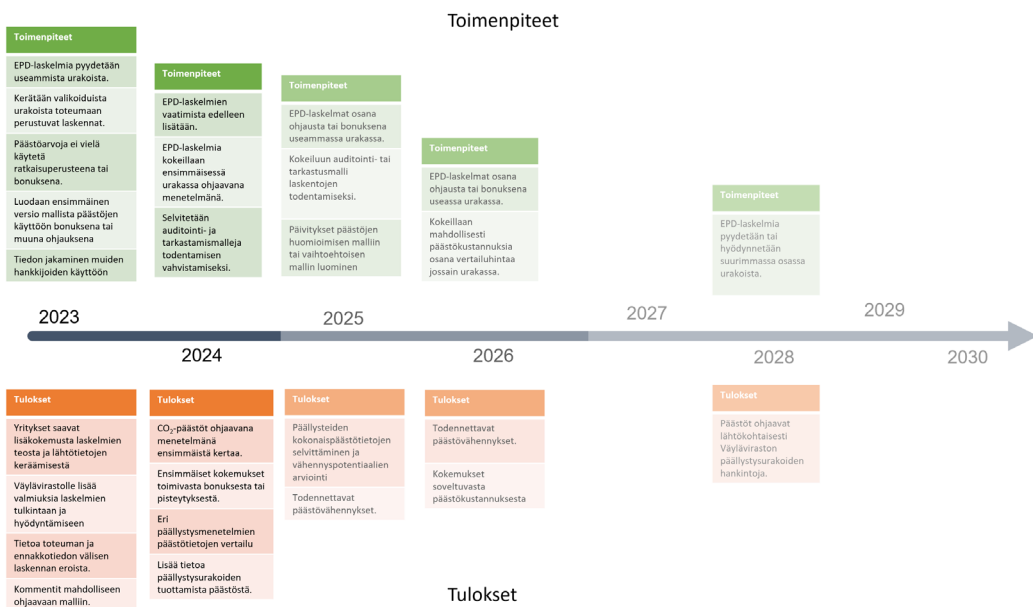 Toimenpiteet
Toimenpiteet
EPD-laskelmia pyydetään
useammista urakoista.
Kerätään valikoiduista
urakoista toteumaan
perustuvat laskennat.
Päästöarvoja ei vielä
käytetä
ratkaisuperusteena tai
bonuksena.
Luodaan ensimmäinen
versio mallista päästöjen
käyttöön bonuksena tai
muuna ohjauksena
Tiedon jakaminen muiden
hankkijoiden käyttöön
Toimenpiteet
EPD-laskelmien
vaatimista edelleen
lisätään.
EPD-laskelmia
kokeillaan
ensimmäisessä
urakassa ohjaavana
menetelmänä.
Selvitetään
auditointi- ja
tarkastamismalleja
todentamisen
vahvistamiseksi.
Toimenpiteet
EPD-laskelmat osana
ohjausta tai bonuksena
useammassa urakassa.
Kokeiluun auditointi- tai
tarkastusmalli
laskentojen
todentamiseksi.
Päivitykset päästöjen
huomioimisen malliin
tai vaihtoehtoisen
mallin luominen
Toimenpiteet
EPD-laskelmat osana
ohjausta tai bonuksena
useassa urakassa.
Kokeillaan
mahdollisesti
päästökustannuksia
osana vertailuhintaa
jossain urakassa.
Toimenpiteet
EPD-laskelmia
pyydetään tai
hyödynnetään
suurimmassa osassa
urakoista.
2023
2024
2025
2026
2027
2028
2029
2030
Tulokset
Yritykset saavat
lisäkokemusta laskelmien
teosta ja lähtötietojen
keräämisestä
Väylävirastolle lisää
valmiuksia laskelmien
tulkintaan ja
hyödyntämiseen
Tietoa toteuman ja
ennakkotiedon välisen
laskennan eroista.
Kommentit mahdolliseen
ohjaavaan malliin.
Tulokset
CO₂-päästöt ohjaavana
menetelmänä
ensimmäistä kertaa.
Ensimmäiset kokemukset
toimivasta bonuksesta tai
pisteytyksestä.
Eri
päällystysmenetelmien
päästötietojen vertailu
Lisää tietoa
päällystysurakoiden
tuottamista päästöstä.
Tulokset
Päällysteiden
kokonaispäästötietojen
selvittäminen ja
vähennyspotentiaalien
arviointi
Todennettavat
päästövähennykset.
Tulokset
Todennettavat
päästövähennykset.
Kokemukset
soveltuvasta
päästökustannuksesta
Tulokset
Päästöt ohjaavat
lähtökohtaisesti
Väyläviraston
päällystysurakoiden
hankintoja.
Tulokset